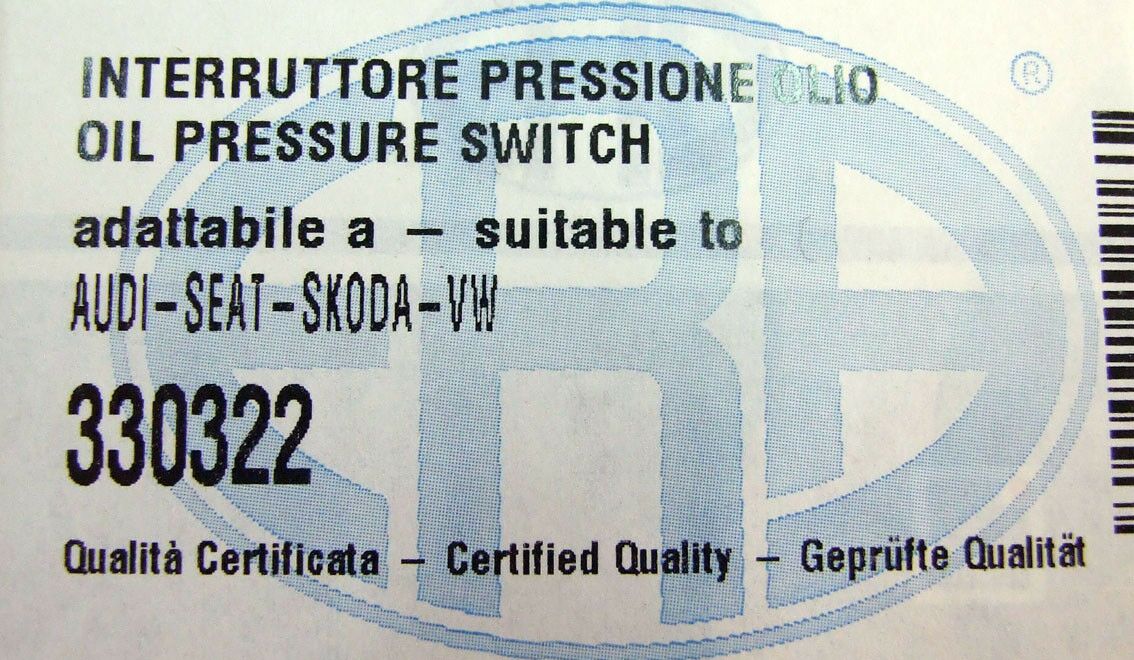 INTERRUTTORE PRESSIONE OLIO
OIL PRESSURE SWITCH
adattabile a – suitable to
AUDI-SEAT-SKODA-VW
330322
Qualità Certificata – Certified Quality – Geprüfte Qualität
ERA
®